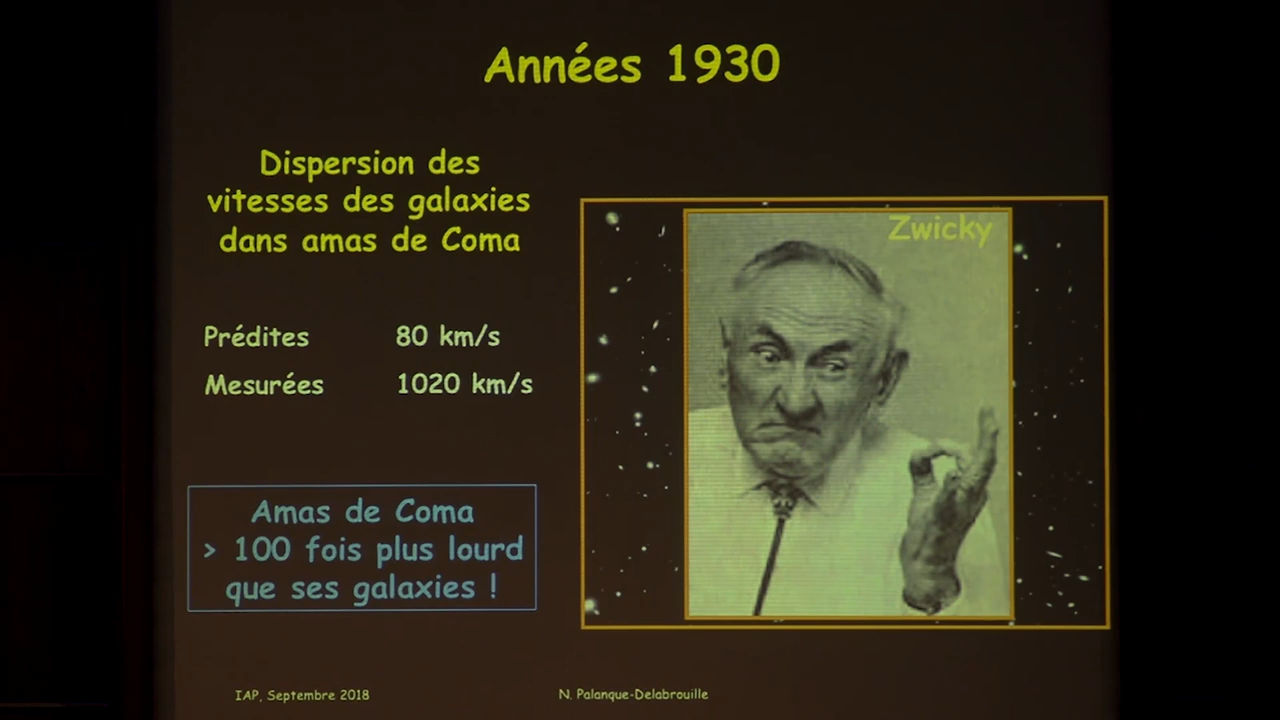 Années 1930
Dispersion des
vitesses des galaxies
dans amas de Coma
Zwicky
Prédites 80 km/s
Mesurées 1020 km/s
Amas de Coma
> 100 fois plus lourd
que ses galaxies !
IAP, Septembre 2018
N. Palanque-Delabrouille